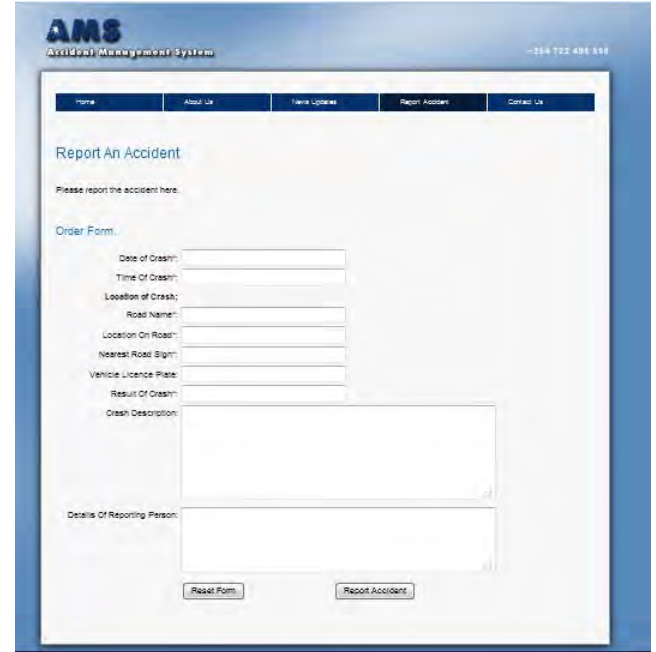 AMS
Accident Management System
Home About Us News Updates Report Accident Contact Us
Report An Accident
Please report the accident here.
Order Form.
Date of Crash*:
Time Of Crash*:
Location of Crash:
Road Name*:
Location On Road*:
Nearest Road Sign*:
Vehicle Licence Plate:
Result Of Crash*:
Crash Description:
Details Of Reporting Person:
Reset Form Report Accident